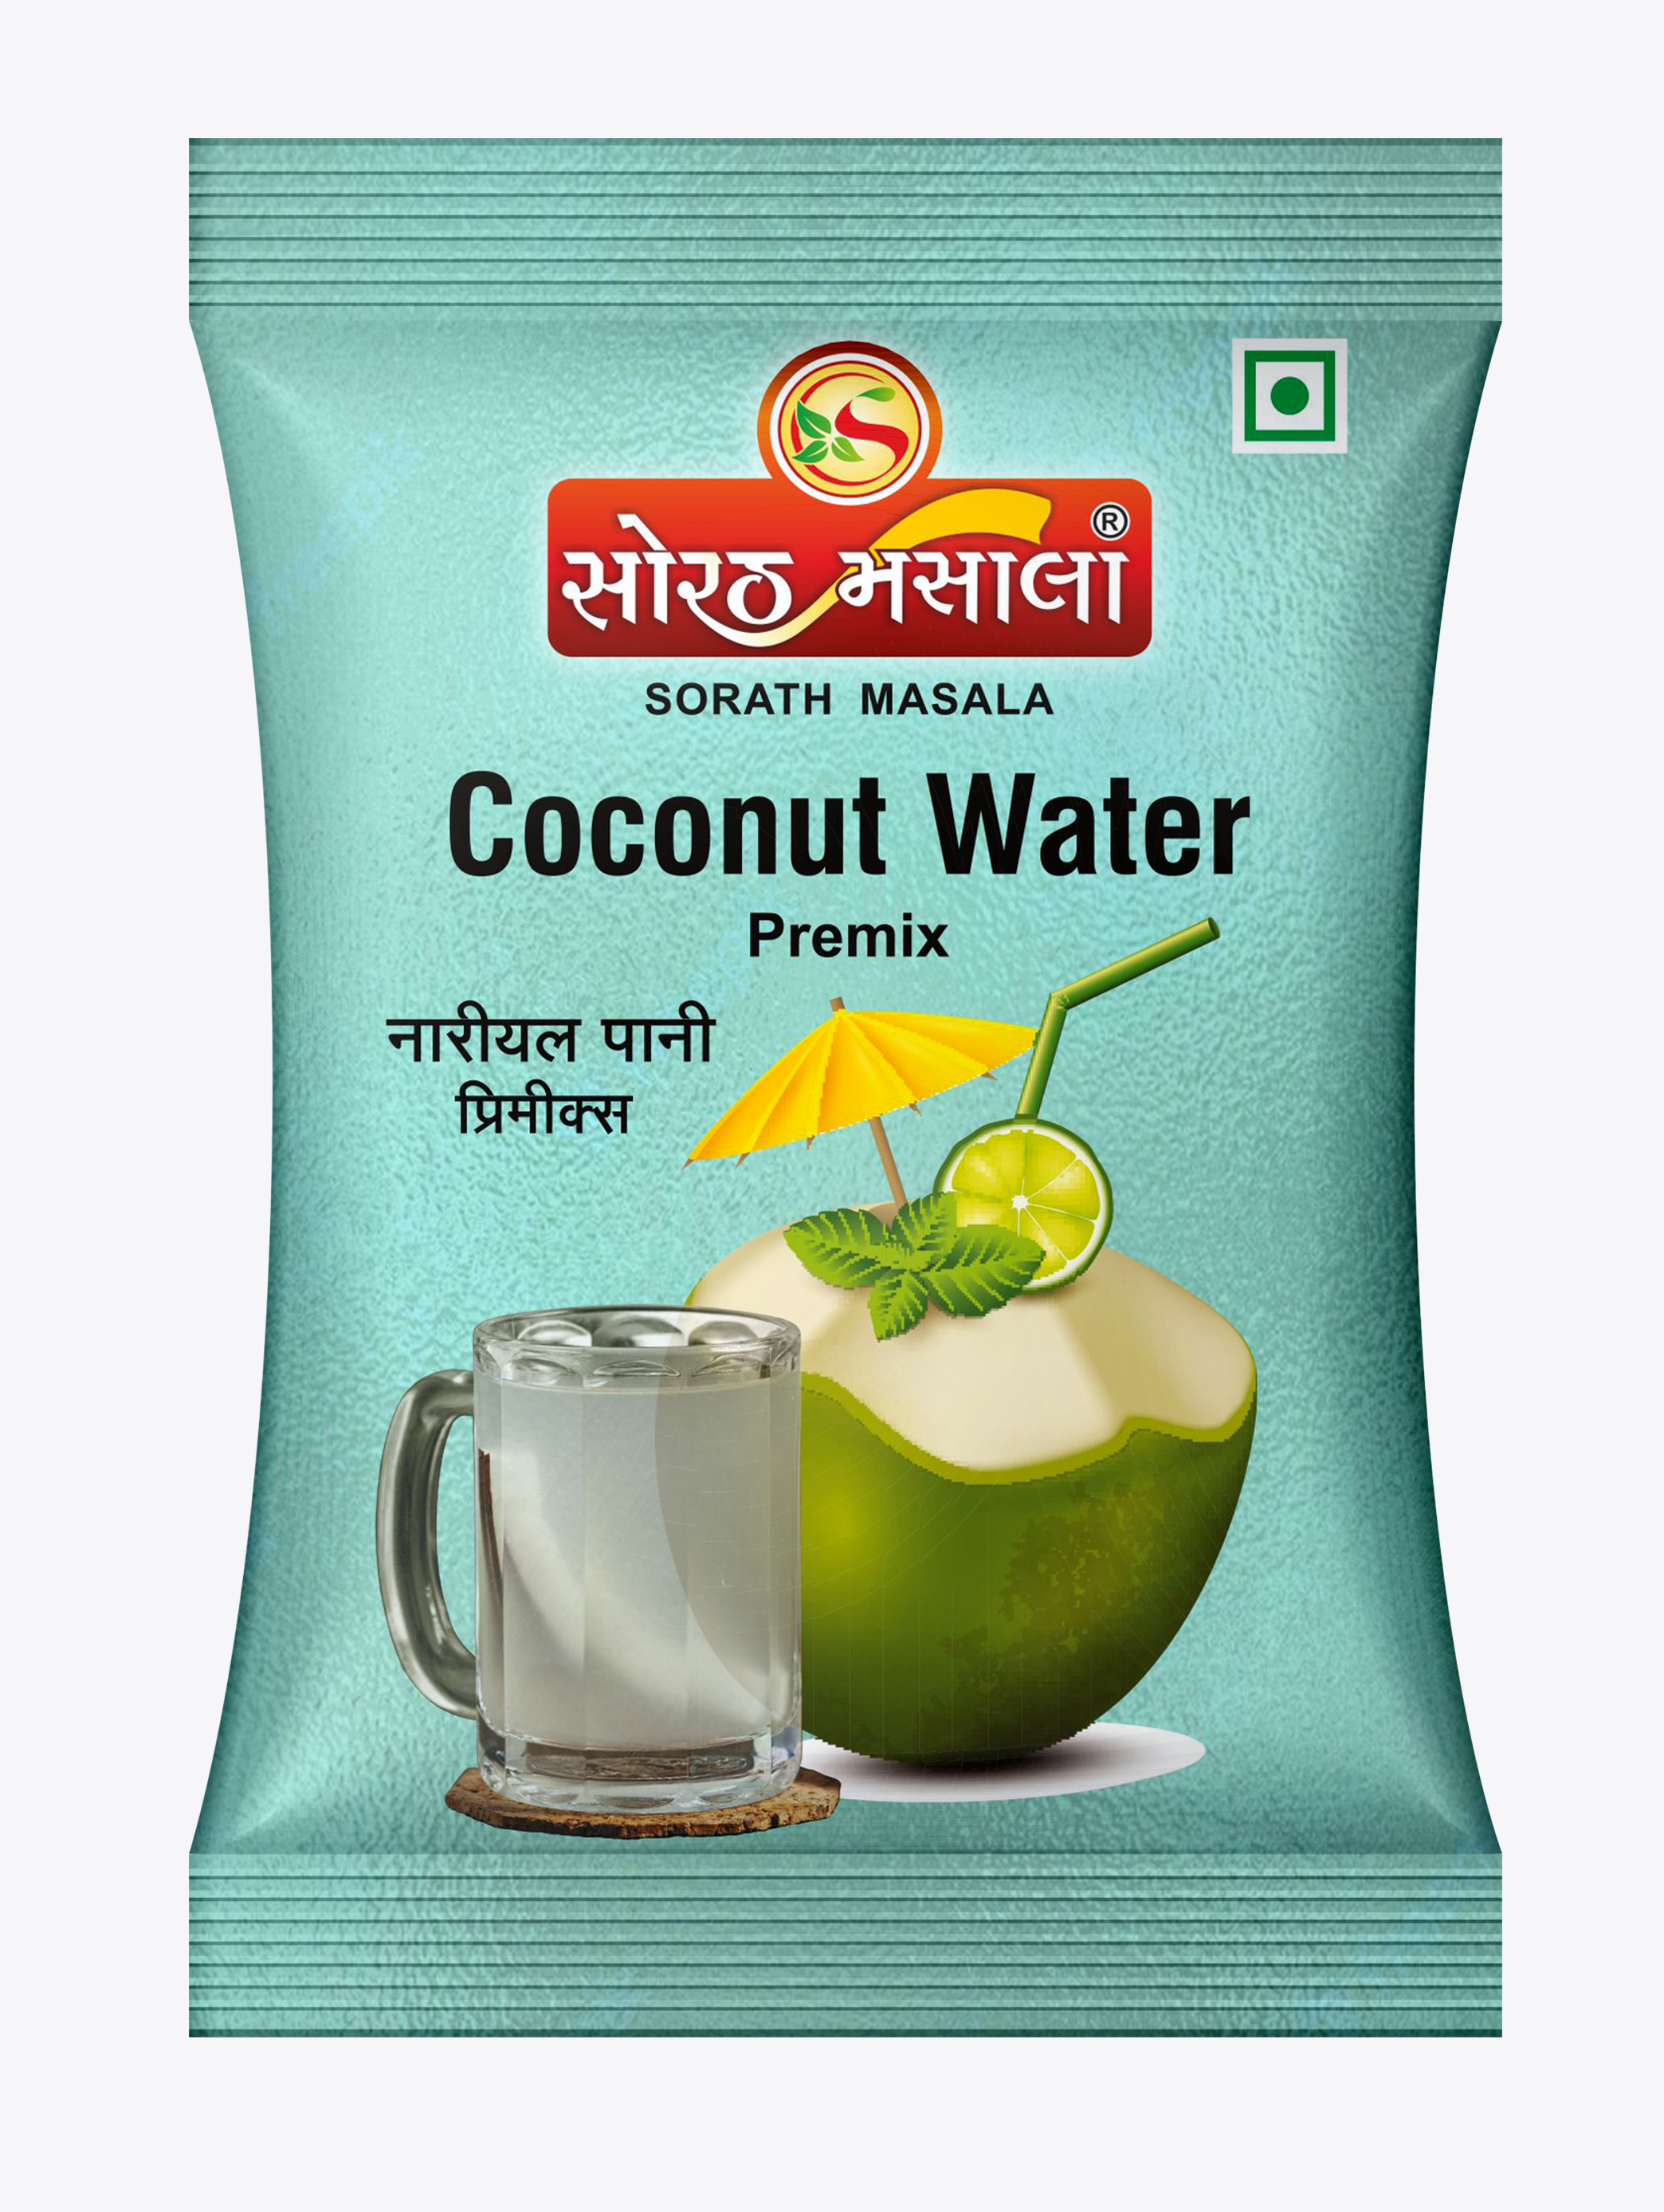 सोरठ मसाला ®
SORATH MASALA
Coconut Water
Premix
नारीयल पानी
प्रिमीक्स